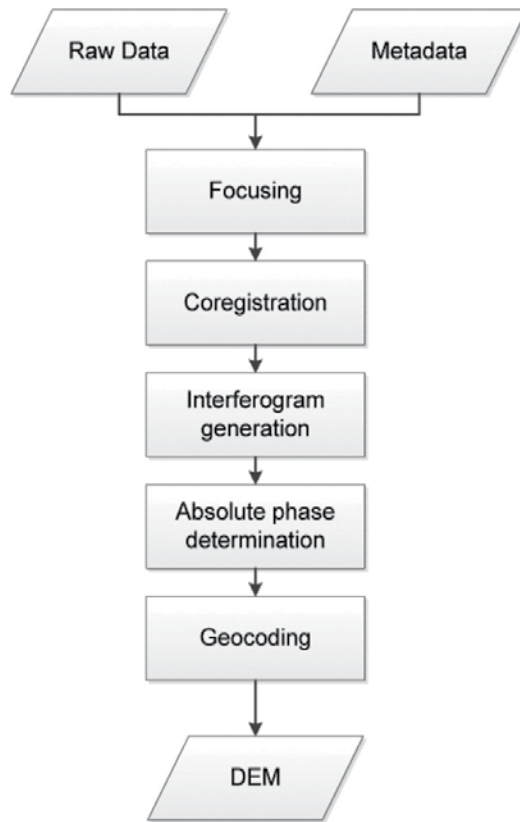 Raw Data
Metadata
Focusing
Coregistration
Interferogram
generation
Absolute phase
determination
Geocoding
DEM